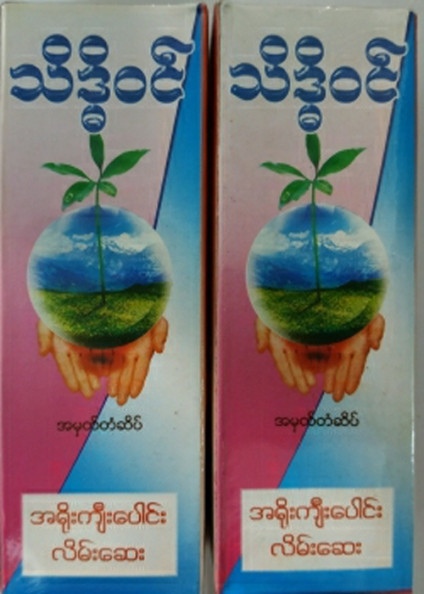 သိဒ္ဓိဝင်
အမှတ်တံဆိပ်
အရိုးကျီးပေါင်း
လိမ်းဆေး
သိဒ္ဓိဝင်
အမှတ်တံဆိပ်
အရိုးကျီးပေါင်း
လိမ်းဆေး